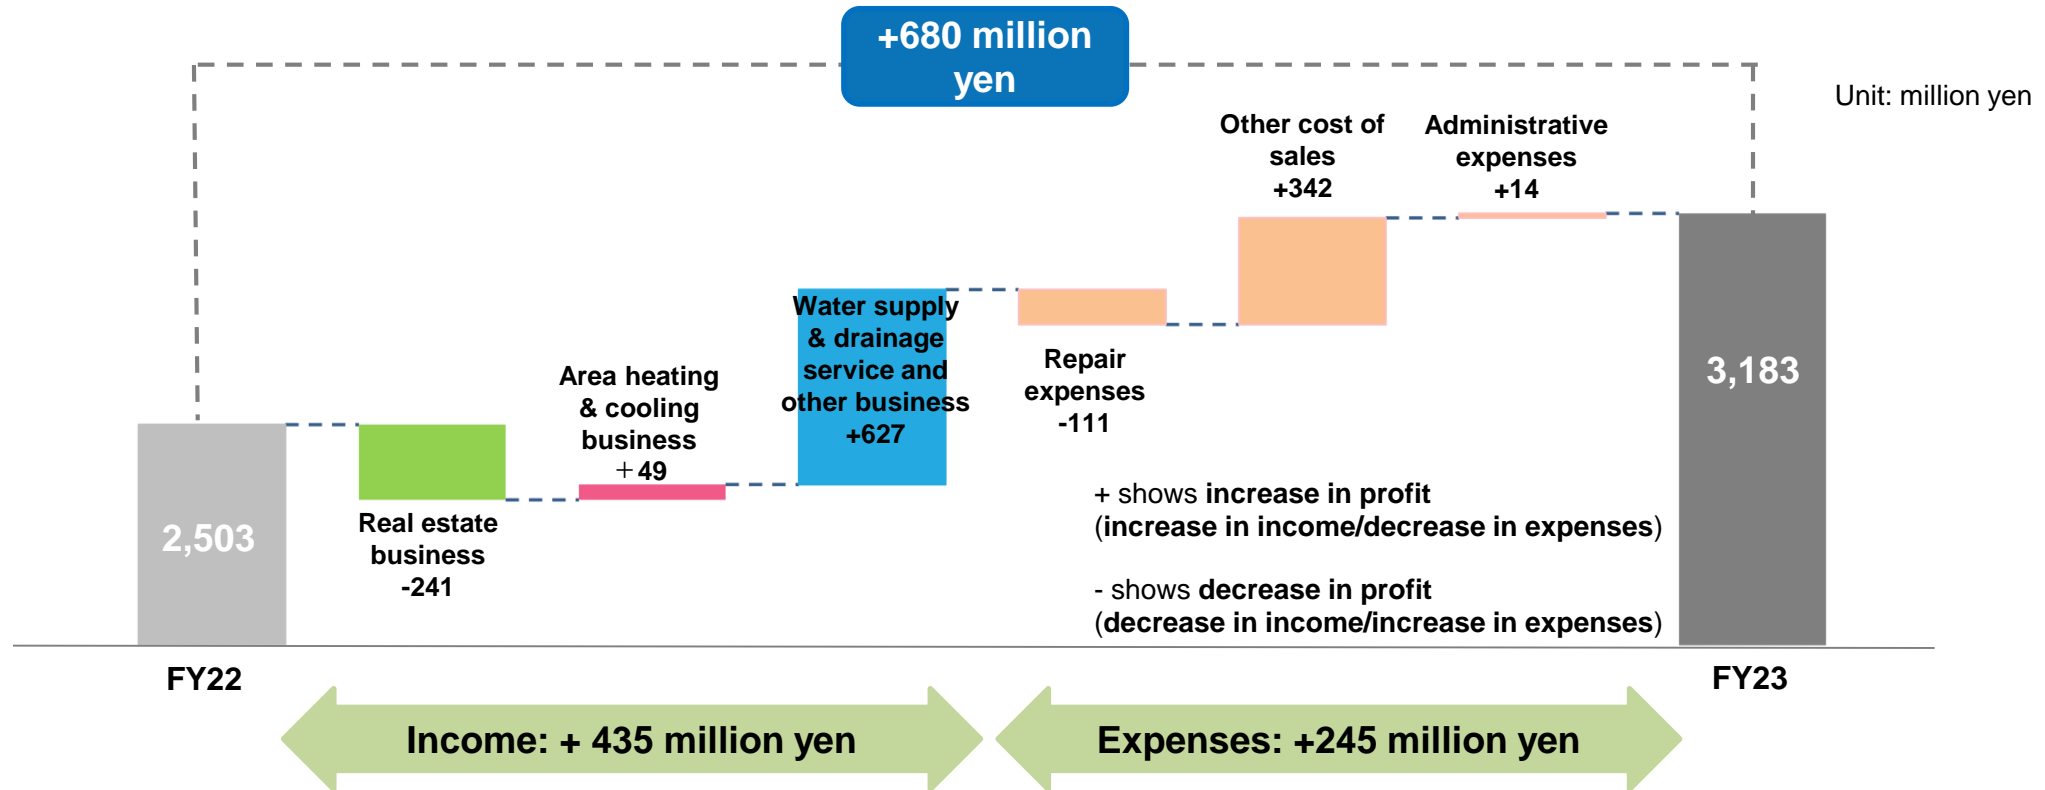 +680 million
yen
Unit: million yen
Other cost of
sales
+342
Administrative
expenses
+14
Water supply
& drainage
service and
other business
+627
Area heating
& cooling
business
＋49
Repair
expenses
-111
3,183
2,503
Real estate
business
-241
+ shows increase in profit
(increase in income/decrease in expenses)
- shows decrease in profit
(decrease in income/increase in expenses)
FY22
FY23
Income: + 435 million yen
Expenses: +245 million yen